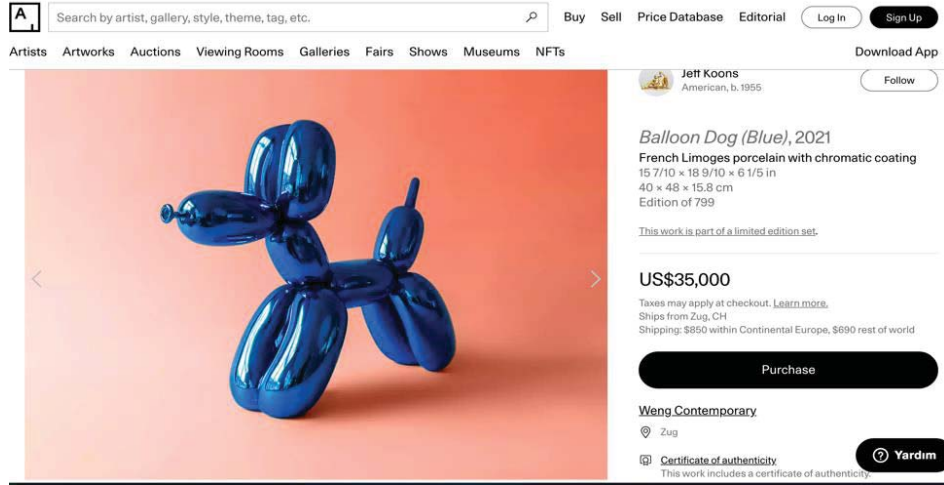 A
Search by artist, gallery, style, theme, tag, etc.
Buy Sell Price Database Editorial Log In Sign Up
Artists Artworks Auctions Viewing Rooms Galleries Fairs Shows Museums NFTs Download App
Jeff Koons
American, b. 1955
Follow
Balloon Dog (Blue), 2021
French Limoges porcelain with chromatic coating
15 7/10 × 18 9/10 × 6 1/5 in
40 × 48 × 15.8 cm
Edition of 799
This work is part of a limited edition set.
US$35,000
Taxes may apply at checkout. Learn more.
Ships from Zug, CH
Shipping: $850 within Continental Europe, $690 rest of world
Purchase
Weng Contemporary
Zug
Certificate of authenticity
This work includes a certificate of authenticity.
Yardım